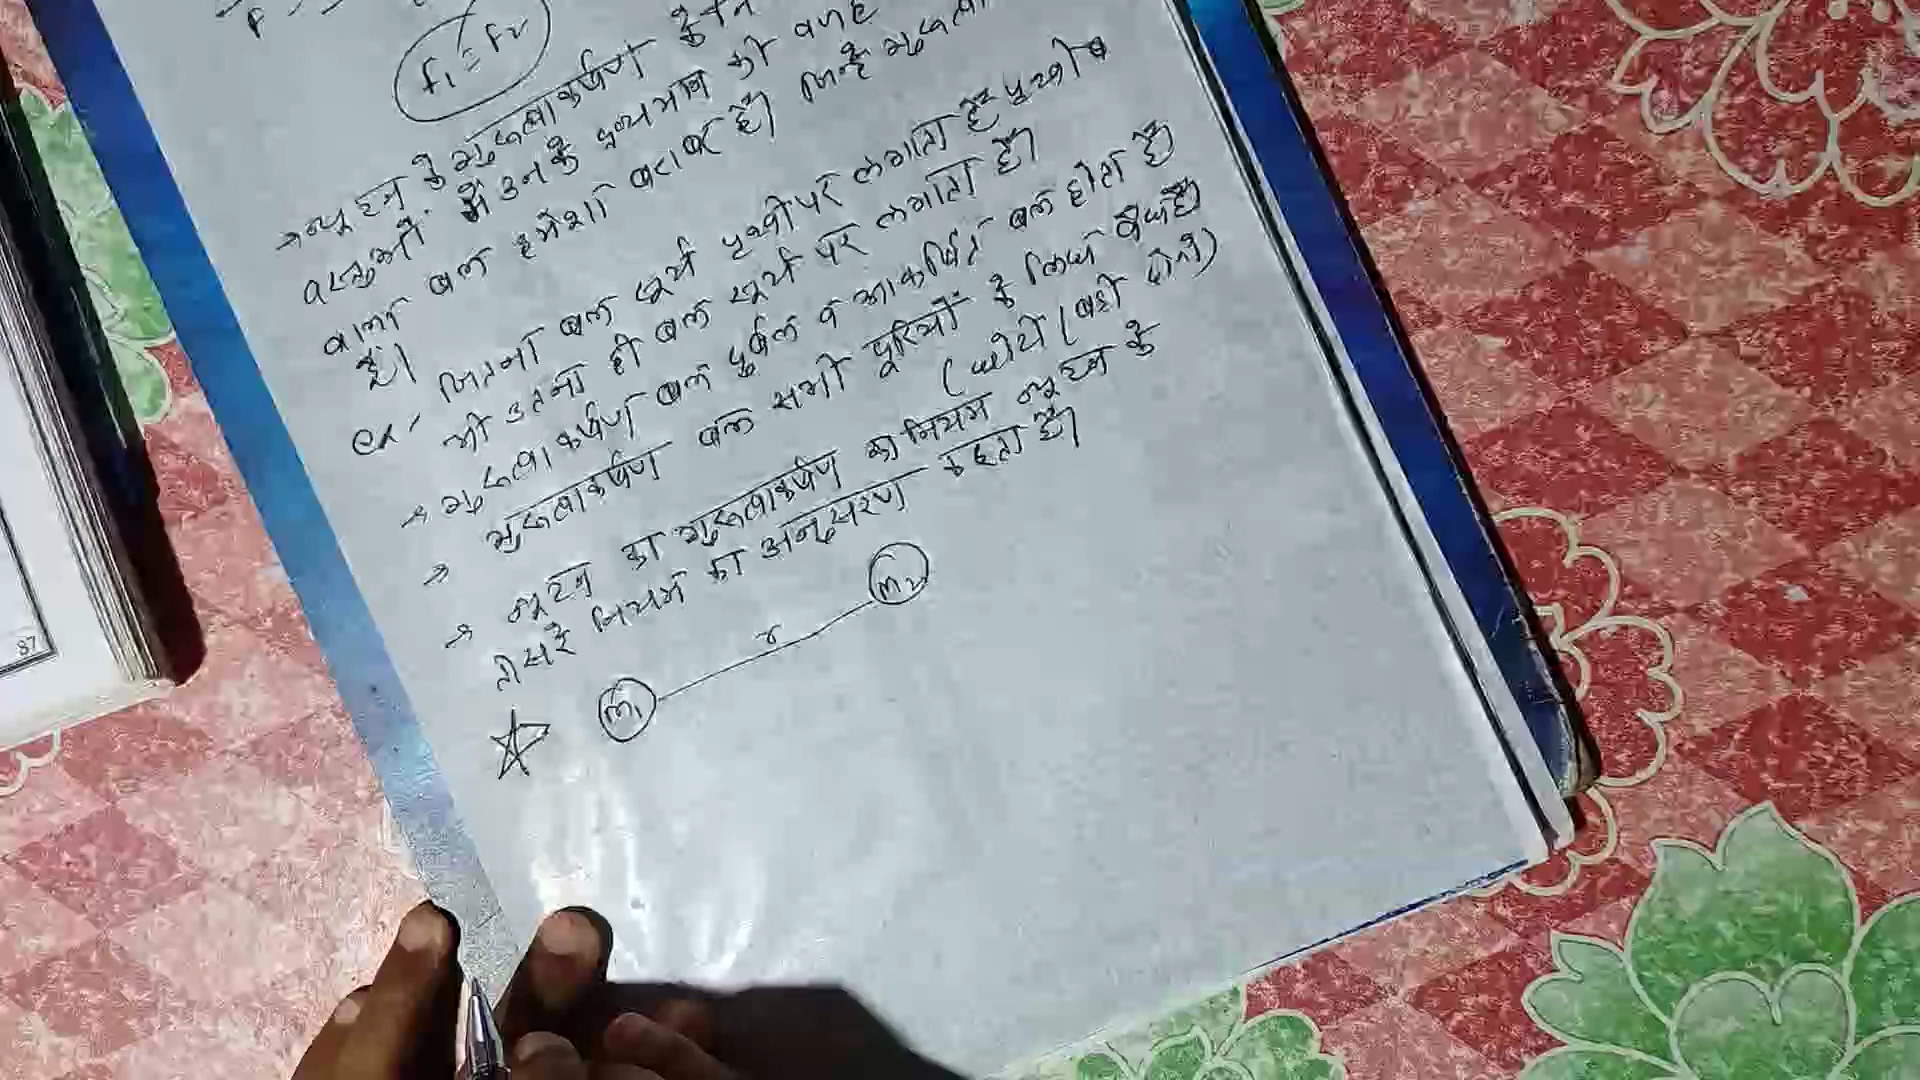 F
F₁ = F₂
→ न्यूटन के गुरुत्वाकर्षण के
वस्तुओं में उनके द्रव्यमान की वजह
वाला बल हमेशा बराबर है। जिन्हें गुरुत्वा
है।
ex- जितना बल सूर्य पृथ्वी पर लगाता है पृथ्वी
भी उतना ही बल सूर्य पर लगाता है।
→ गुरुत्वाकर्षण बल दुर्बल व आकर्षित बल होता है
→ गुरुत्वाकर्षण बल सभी दूरियों के लिये वैध है
(छोटी (बड़ी दोनो)
→ न्यूटन का गुरुत्वाकर्षण का नियम न्यूटन के
तीसरे नियम का अनुसरण करता है।
m₁ r m₂
87